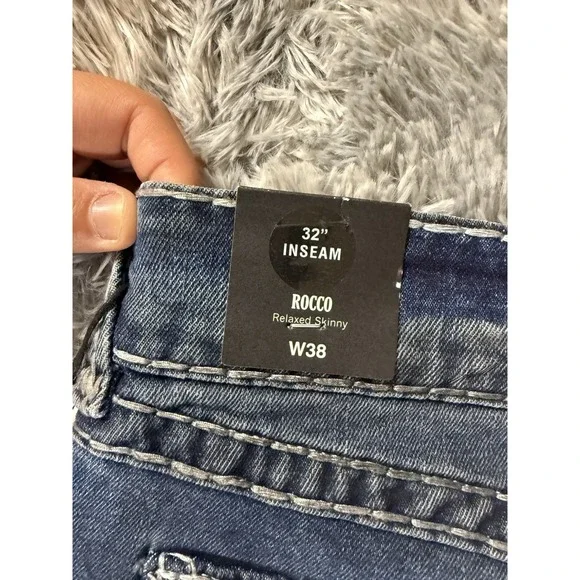 32”
INSEAM
ROCCO
Relaxed Skinny
W38